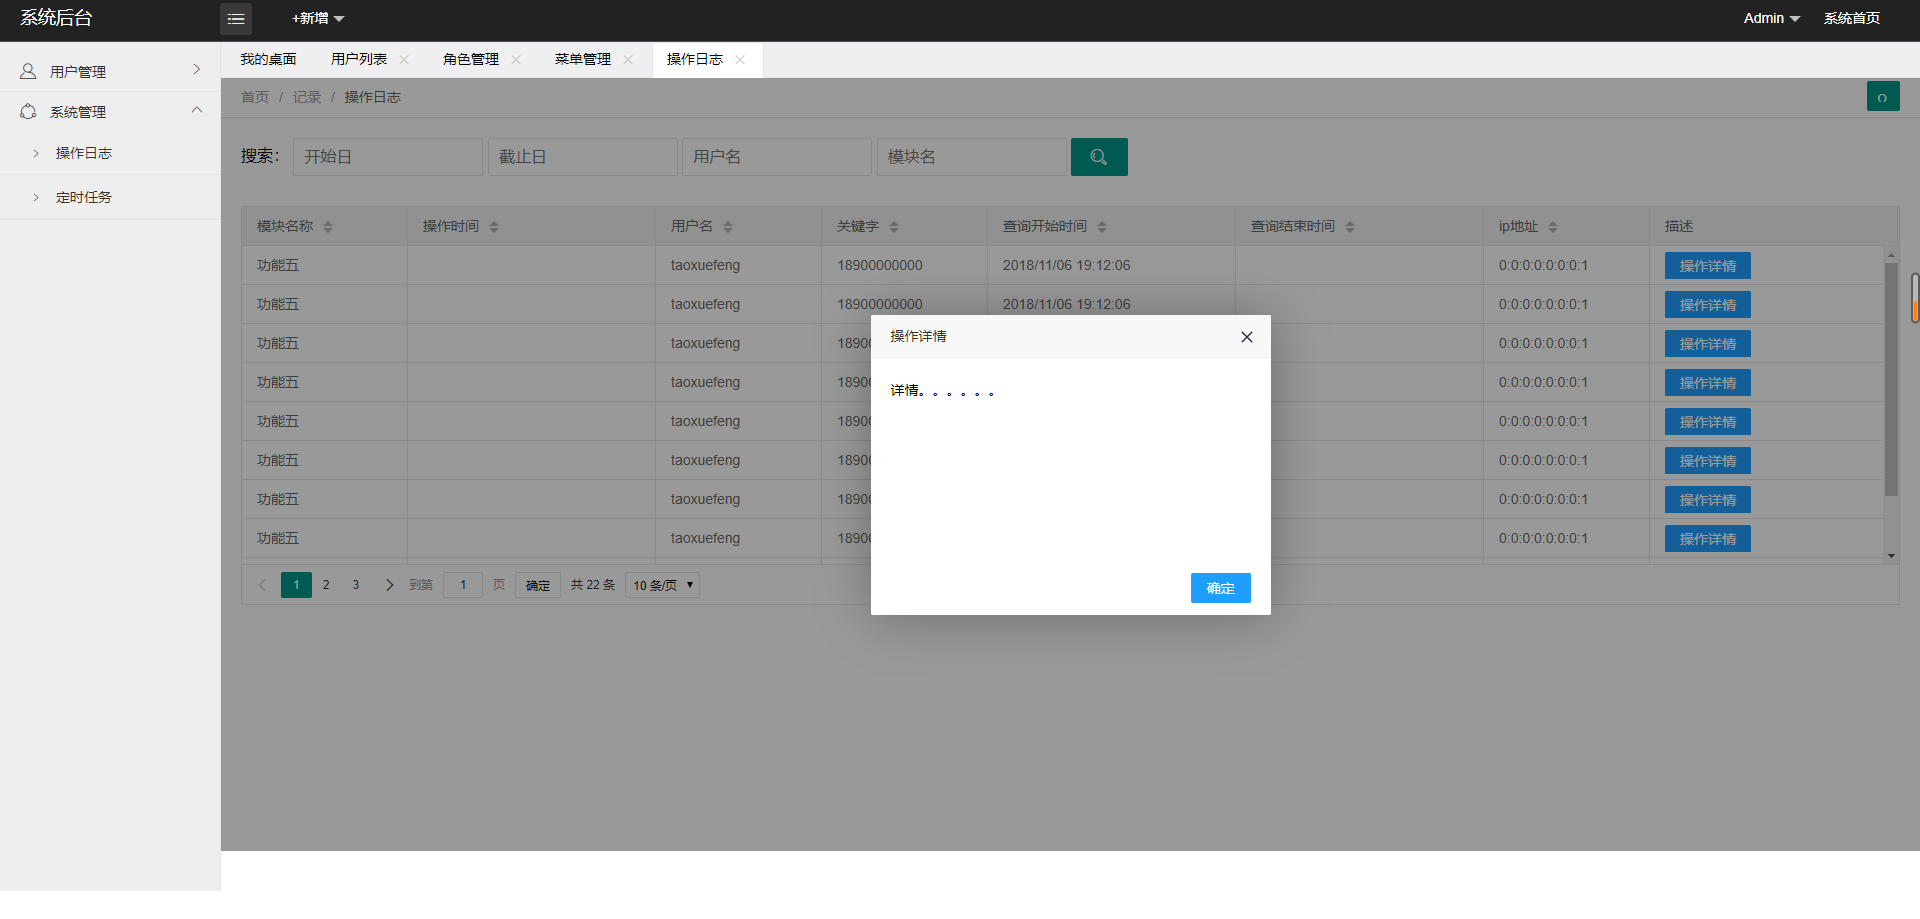 系统后台
+新增
Admin 系统首页
用户管理
系统管理
操作日志
定时任务
我的桌面 用户列表 角色管理 菜单管理 操作日志
首页 / 记录 / 操作日志
搜索： 开始日 截止日 用户名 模块名
模块名称 操作时间 用户名 关键字 查询开始时间 查询结束时间 ip地址 描述
功能五 taoxuefeng 18900000000 2018/11/06 19:12:06 0:0:0:0:0:0:0:1 操作详情
功能五 taoxuefeng 18900000000 2018/11/06 19:12:06 0:0:0:0:0:0:0:1 操作详情
功能五 taoxuefeng 1890 0:0:0:0:0:0:0:1 操作详情
功能五 taoxuefeng 1890 0:0:0:0:0:0:0:1 操作详情
功能五 taoxuefeng 1890 0:0:0:0:0:0:0:1 操作详情
功能五 taoxuefeng 1890 0:0:0:0:0:0:0:1 操作详情
功能五 taoxuefeng 1890 0:0:0:0:0:0:0:1 操作详情
功能五 taoxuefeng 1890 0:0:0:0:0:0:0:1 操作详情
1 2 3 到第 1 页 确定 共 22 条 10 条/页
操作详情
详情。。。。。。
确定